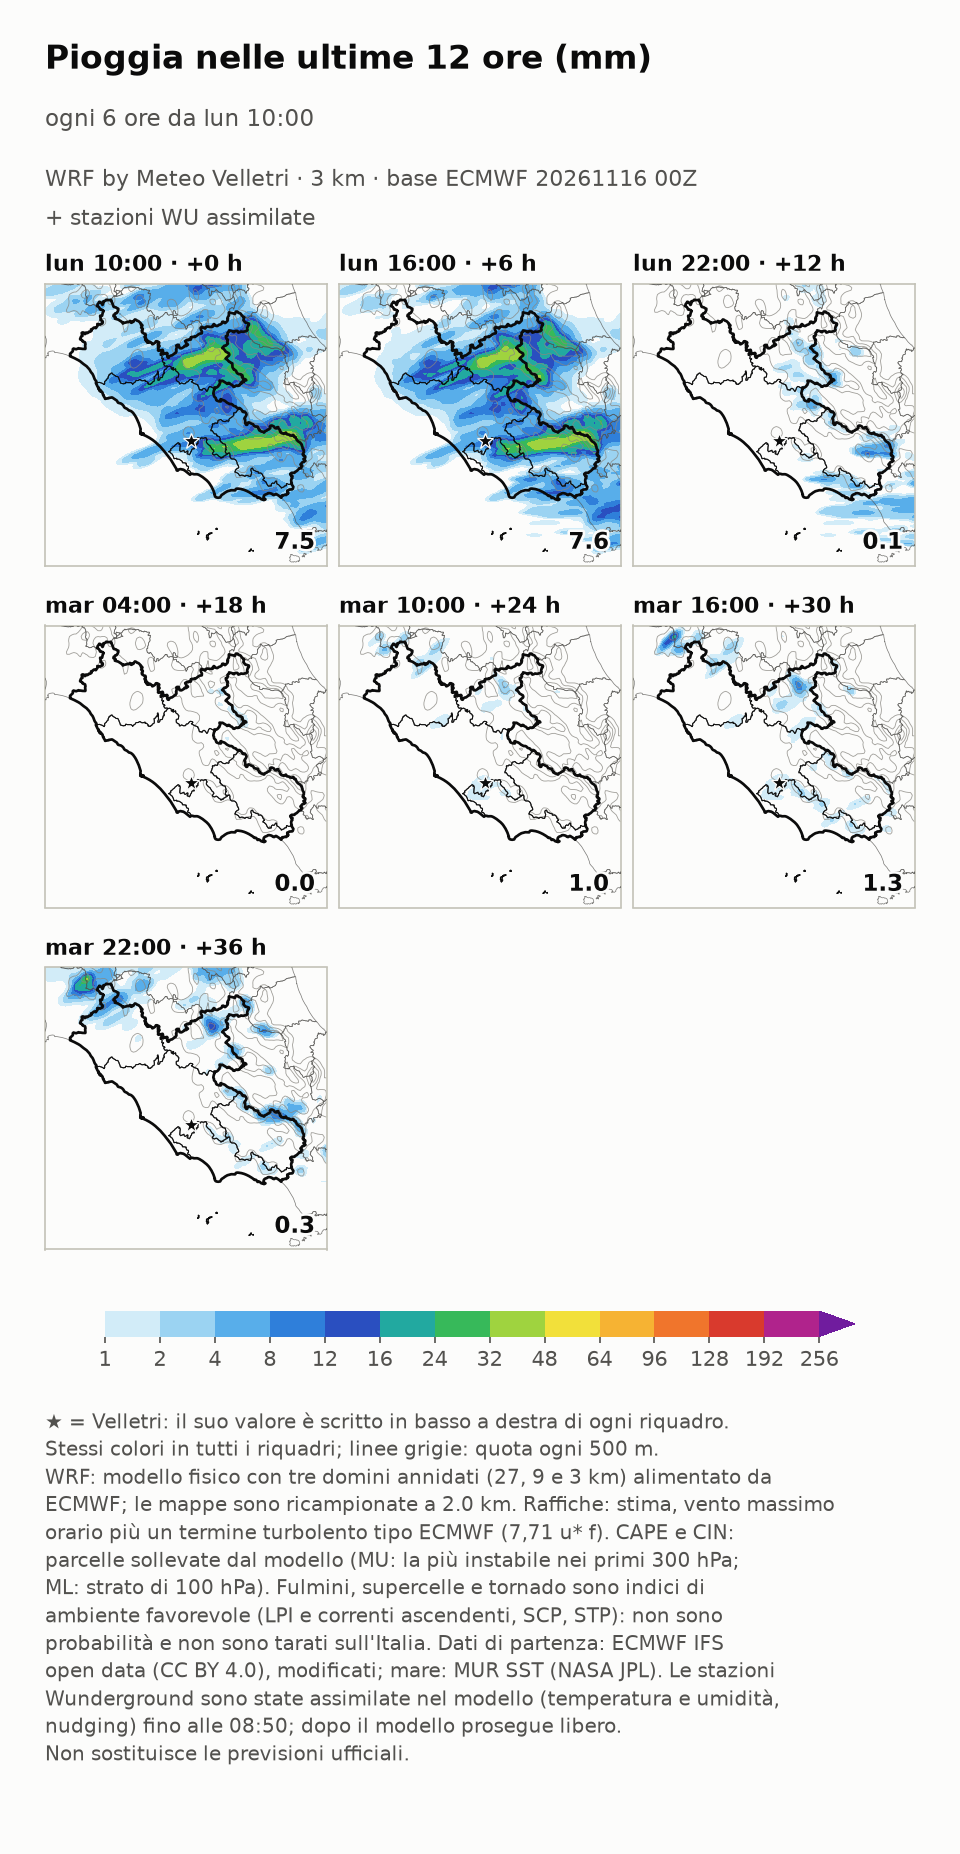 Pioggia nelle ultime 12 ore (mm)
ogni 6 ore da lun 10:00
WRF by Meteo Velletri · 3 km · base ECMWF 20261116 00Z
+ stazioni WU assimilate
lun 10:00 · +0 h
lun 16:00 · +6 h
lun 22:00 · +12 h
7.5
7.6
0.1
mar 04:00 · +18 h
mar 10:00 · +24 h
mar 16:00 · +30 h
0.0
1.0
1.3
mar 22:00 · +36 h
0.3
1 2 4 8 12 16 24 32 48 64 96 128 192 256
★ = Velletri: il suo valore è scritto in basso a destra di ogni riquadro.
Stessi colori in tutti i riquadri; linee grigie: quota ogni 500 m.
WRF: modello fisico con tre domini annidati (27, 9 e 3 km) alimentato da
ECMWF; le mappe sono ricampionate a 2.0 km. Raffiche: stima, vento massimo
orario più un termine turbolento tipo ECMWF (7,71 u* f). CAPE e CIN:
parcelle sollevate dal modello (MU: la più instabile nei primi 300 hPa;
ML: strato di 100 hPa). Fulmini, supercelle e tornado sono indici di
ambiente favorevole (LPI e correnti ascendenti, SCP, STP): non sono
probabilità e non sono tarati sull'Italia. Dati di partenza: ECMWF IFS
open data (CC BY 4.0), modificati; mare: MUR SST (NASA JPL). Le stazioni
Wunderground sono state assimilate nel modello (temperatura e umidità,
nudging) fino alle 08:50; dopo il modello prosegue libero.
Non sostituisce le previsioni ufficiali.